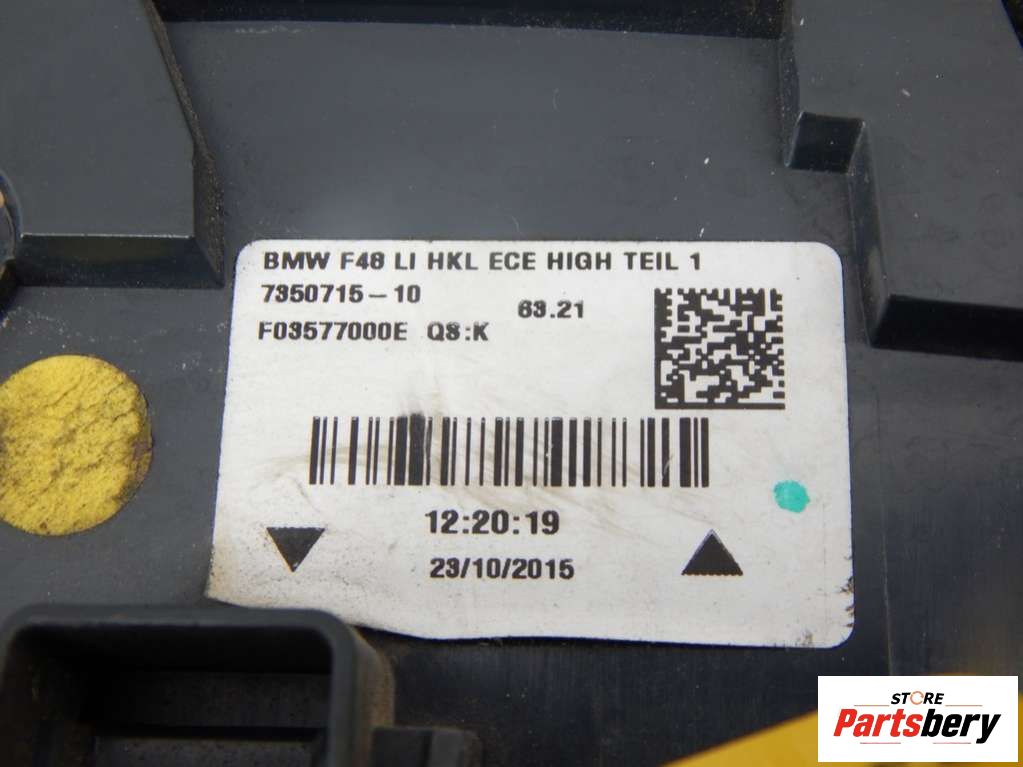 BMW F48 LI HKL ECE HIGH TEIL 1
7350715-10
63.21
F03577000E QS:K
12:20:19
23/10/2015
STORE
Partsbery